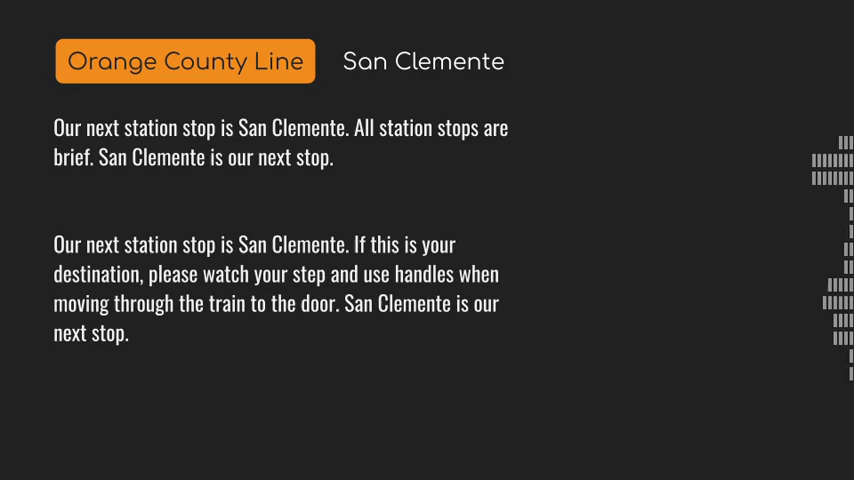 Orange County Line San Clemente
Our next station stop is San Clemente. All station stops are
brief. San Clemente is our next stop.
Our next station stop is San Clemente. If this is your
destination, please watch your step and use handles when
moving through the train to the door. San Clemente is our
next stop.